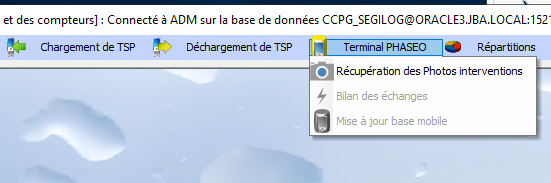 et des compteurs] : Connecté à ADM sur la base de données CCPG_SEGILOG@ORACLE3.JBA.LOCAL:152
Chargement de TSP Déchargement de TSP Terminal PHASEO Répartitions
Récupération des Photos interventions
Bilan des échanges
Mise à jour base mobile